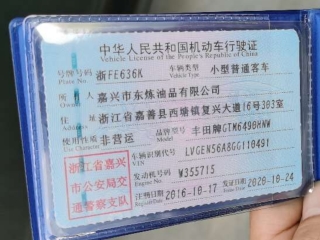 中华人民共和国机动车行驶证
Vehicle License of the People's Republic of China
号牌号码 浙FE636K 车辆类型 小型普通客车
Plate No. Vehicle Type
所有人 嘉兴市东炼油品有限公司
Owner
住址 浙江省嘉善县西塘镇复兴大道16号303室
Address
使用性质 非营运 品牌型号 丰田牌GTM6490HNW
Use Character Model
浙江省嘉兴
市公安局交
通警察支队
车辆识别代号 LVGEN56A8GG110491
VIN
发动机号码 W355715
Engine No.
注册日期 2016-10-17 发证日期 2020-10-24
Register Date Issue Date